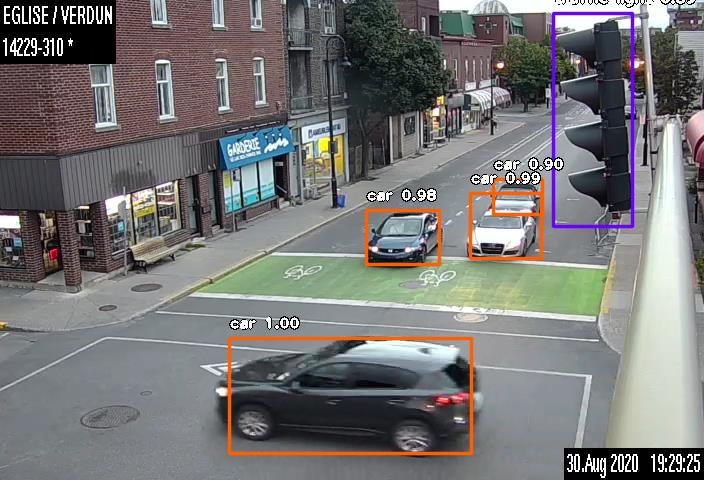 EGLISE / VERDUN
14229-310 *
GARDERIE
car 0.90
car 0.99
car 0.98
car 1.00
30.Aug 2020 19:29:25